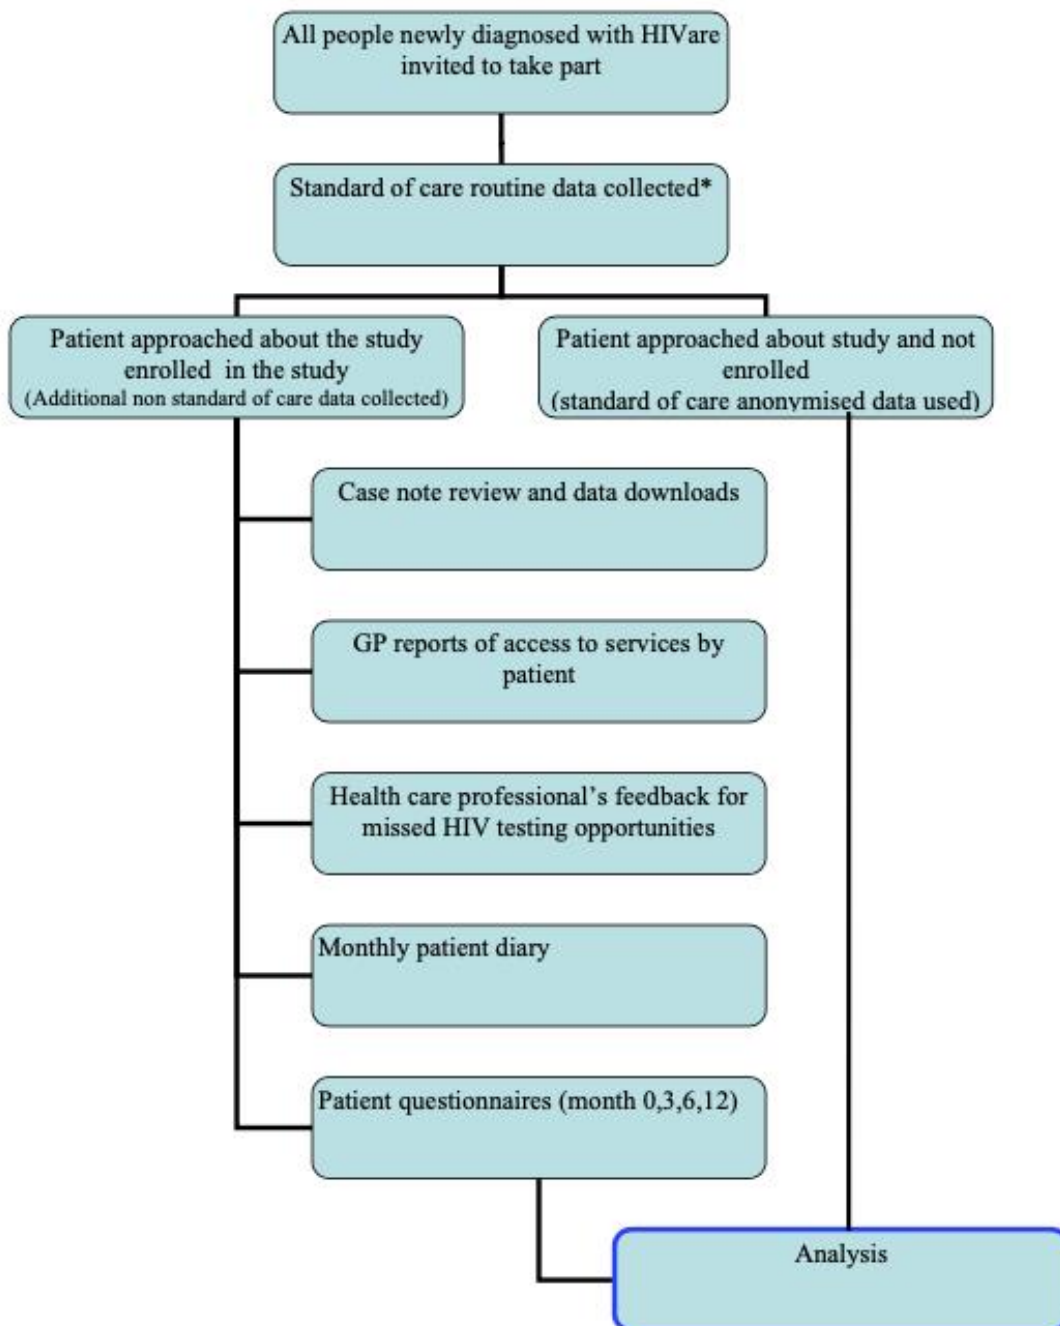 All people newly diagnosed with HIVare
invited to take part
Standard of care routine data collected*
Patient approached about the study
enrolled in the study
(Additional non standard of care data collected)
Patient approached about study and not
enrolled
(standard of care anonymised data used)
Case note review and data downloads
GP reports of access to services by
patient
Health care professional’s feedback for
missed HIV testing opportunities
Monthly patient diary
Patient questionnaires (month 0,3,6,12)
Analysis